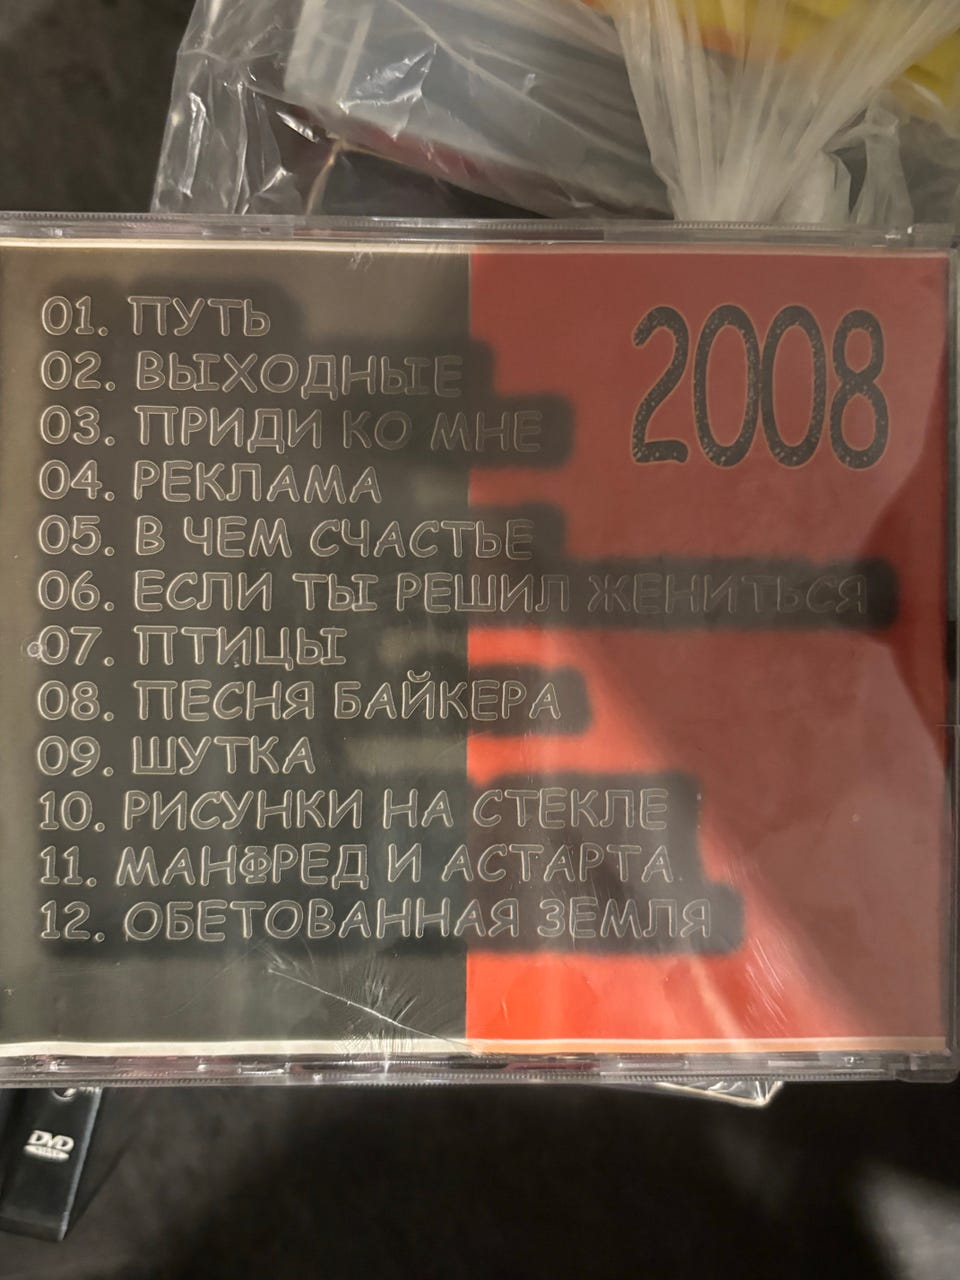 2008
01. ПУТЬ
02. ВЫХОДНЫЕ
03. ПРИДИ КО МНЕ
04. РЕКЛАМА
05. В ЧЕМ СЧАСТЬЕ
06. ЕСЛИ ТЫ РЕШИЛ ЖЕНИТЬСЯ
07. ПТИЦЫ
08. ПЕСНЯ БАЙКЕРА
09. ШУТКА
10. РИСУНКИ НА СТЕКЛЕ
11. МАНФРЕД И АСТАРТА
12. ОБЕТОВАННАЯ ЗЕМЛЯ
DVD